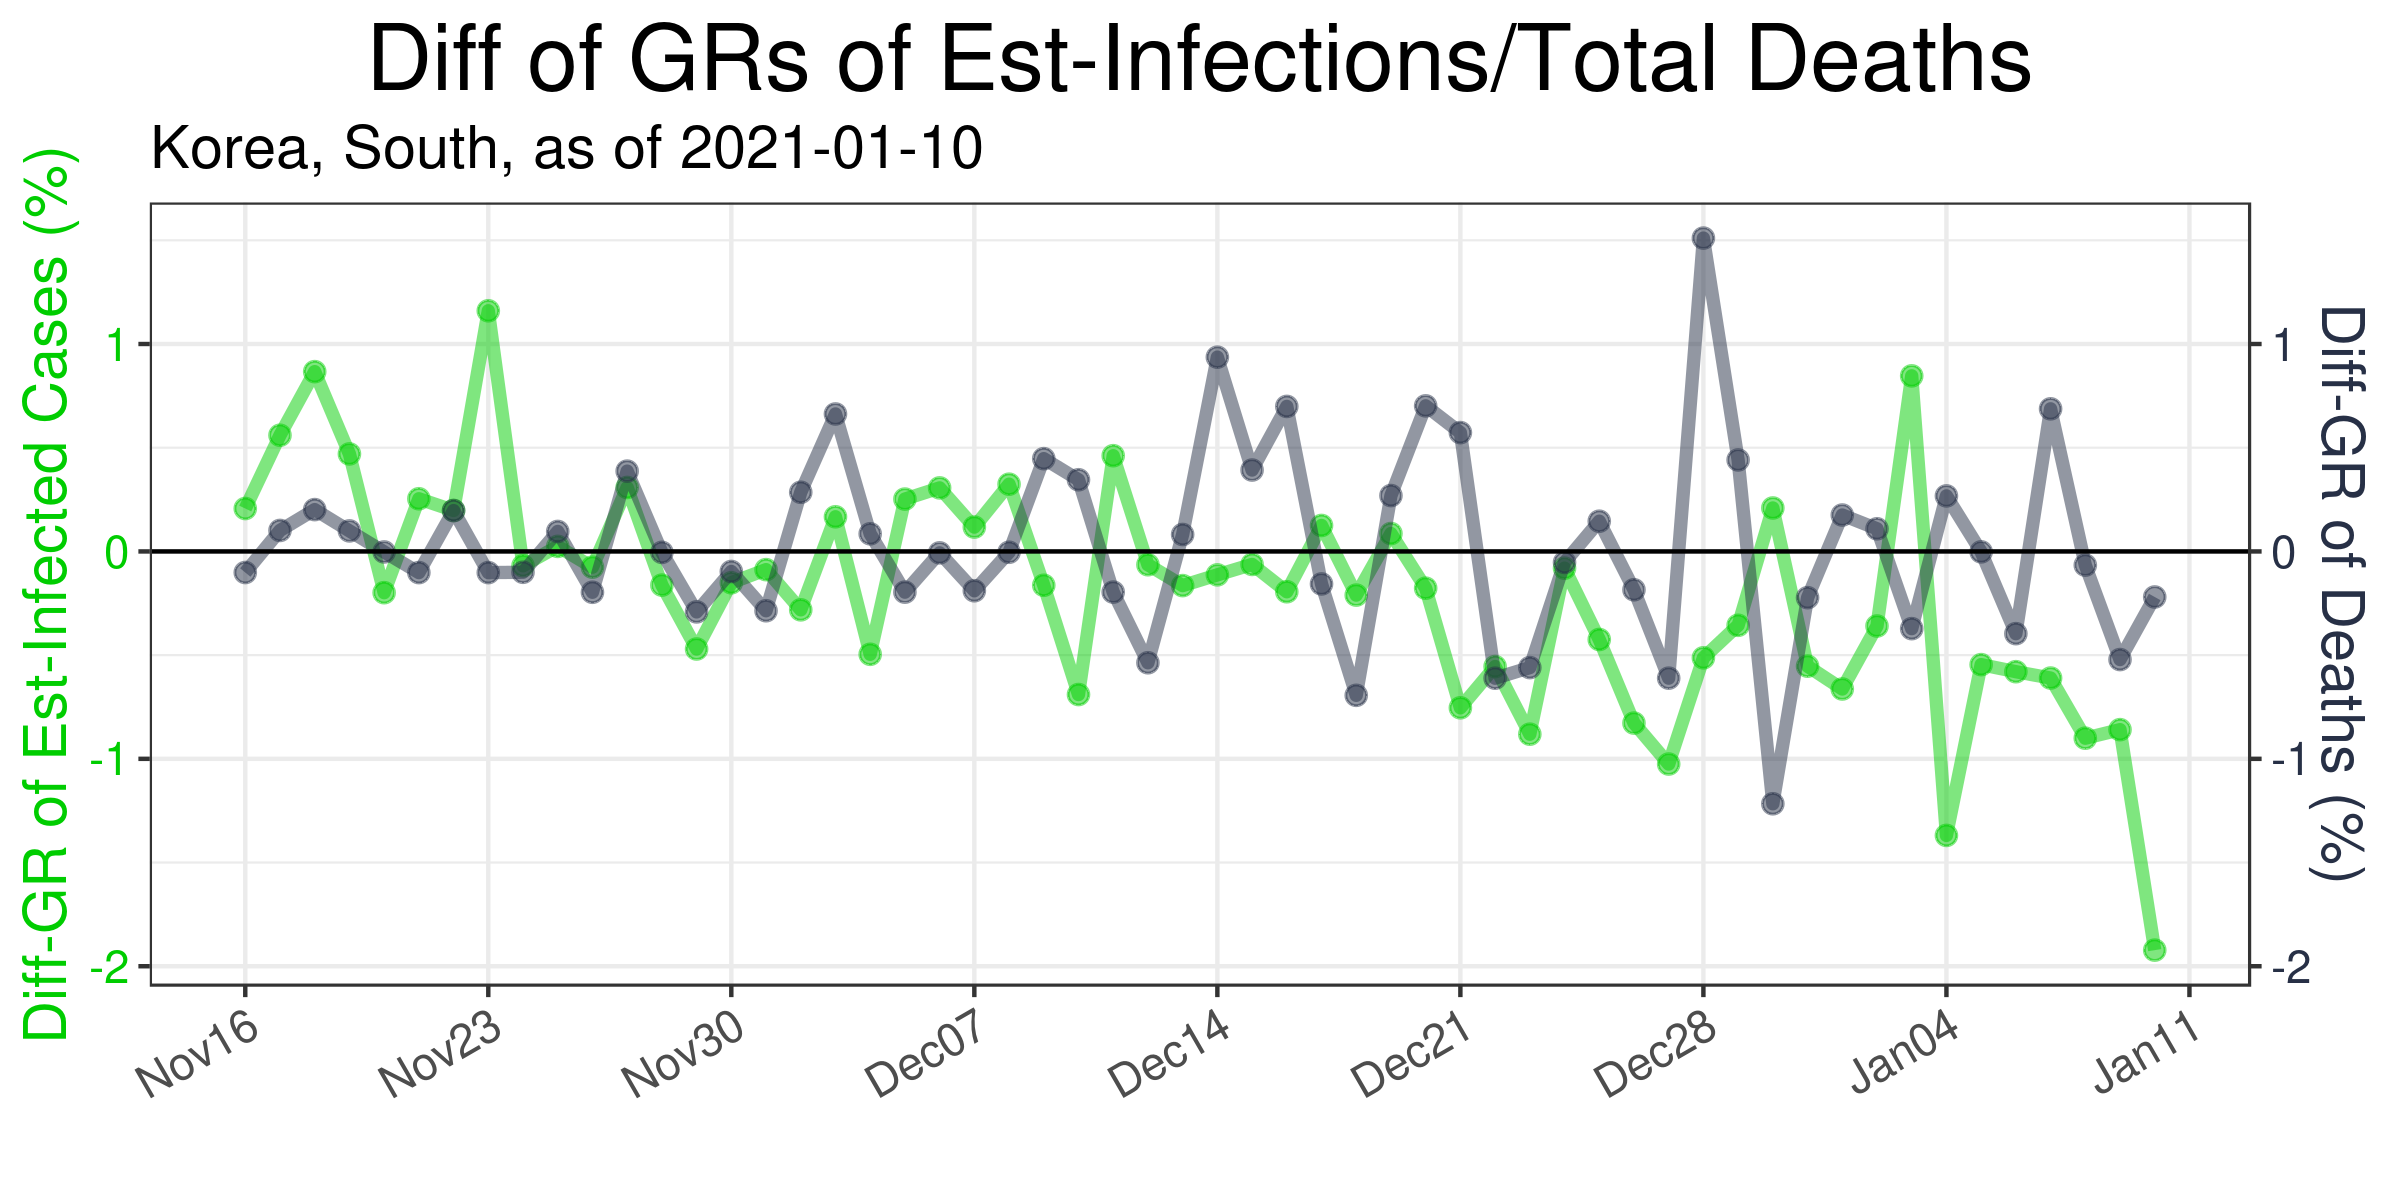 Diff of GRs of Est-Infections/Total Deaths
Korea, South, as of 2021-01-10
Diff-GR of Est-Infected Cases (%)
1
0
-1
-2
1
0
-1
-2
Diff-GR of Deaths (%)
Nov16
Nov23
Nov30
Dec07
Dec14
Dec21
Dec28
Jan04
Jan11